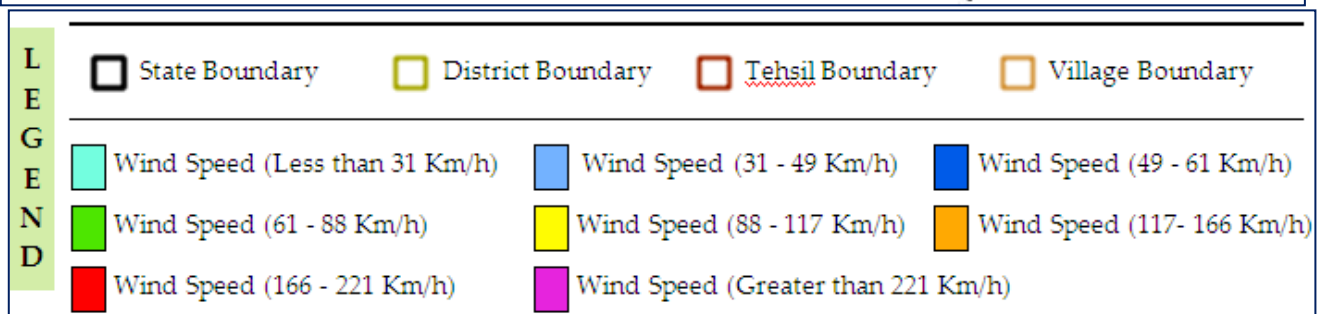 LEGEND
State Boundary District Boundary Tehsil Boundary Village Boundary
Wind Speed (Less than 31 Km/h) Wind Speed (31 - 49 Km/h) Wind Speed (49 - 61 Km/h)
Wind Speed (61 - 88 Km/h) Wind Speed (88 - 117 Km/h) Wind Speed (117- 166 Km/h)
Wind Speed (166 - 221 Km/h) Wind Speed (Greater than 221 Km/h)